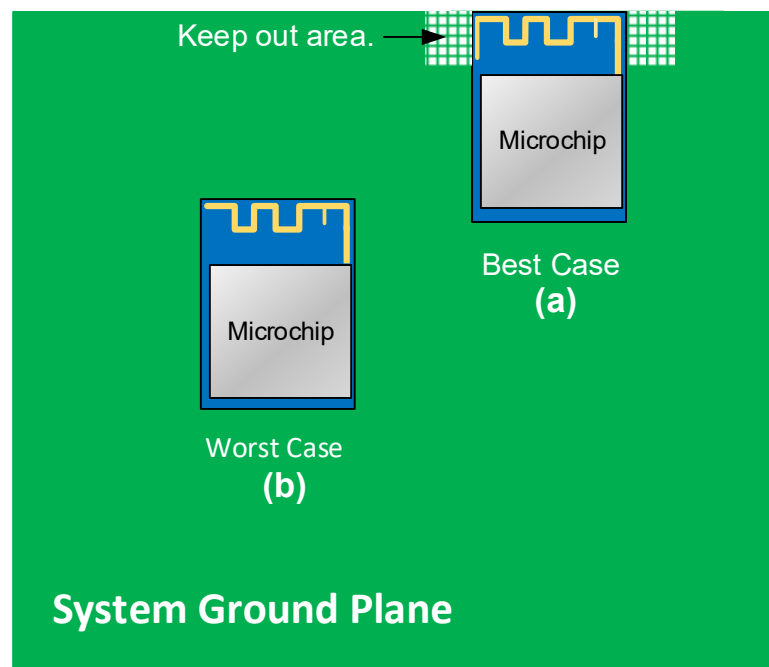 Keep out area.
Microchip
Best Case
(a)
Microchip
Worst Case
(b)
System Ground Plane